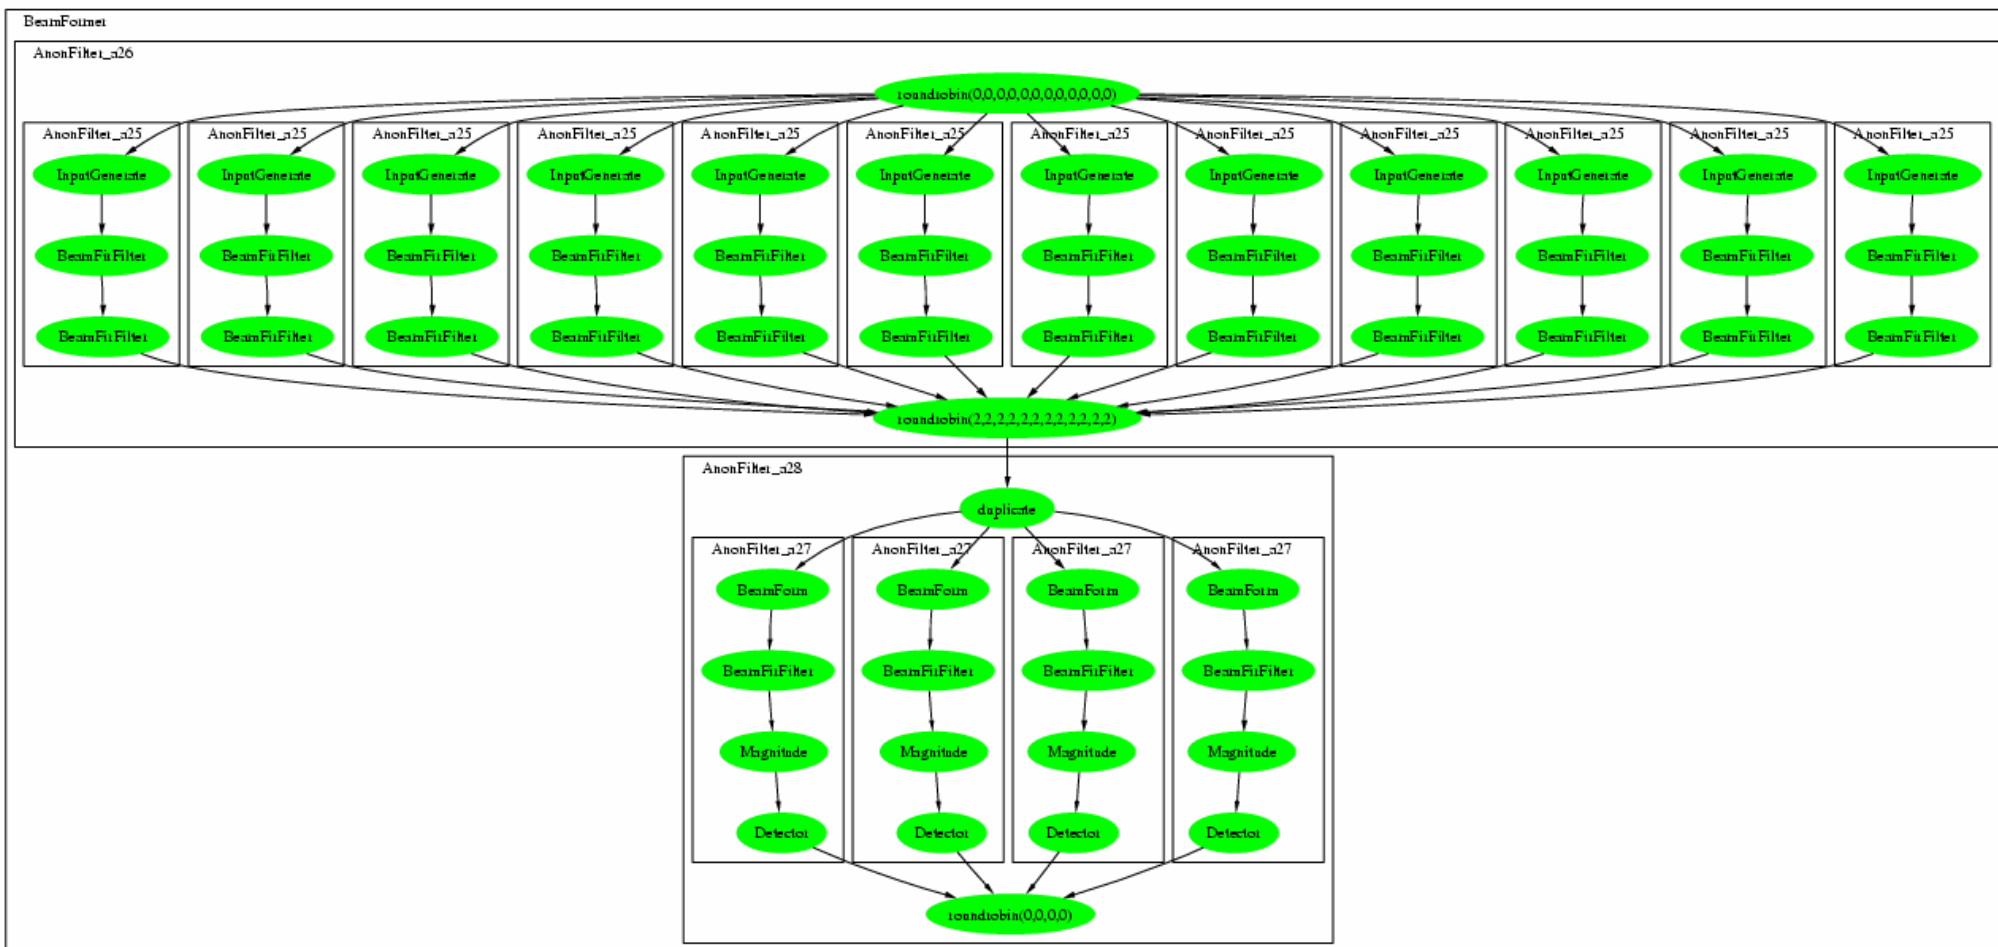 BeamFormer
AnonFilter_a26
roundrobin(0,0,0,0,0,0,0,0,0,0,0,0)
AnonFilter_a25 AnonFilter_a25 AnonFilter_a25 AnonFilter_a25 AnonFilter_a25 AnonFilter_a25 AnonFilter_a25 AnonFilter_a25 AnonFilter_a25 AnonFilter_a25 AnonFilter_a25 AnonFilter_a25
InputGenerate InputGenerate InputGenerate InputGenerate InputGenerate InputGenerate InputGenerate InputGenerate InputGenerate InputGenerate InputGenerate InputGenerate
BeamFirFilter BeamFirFilter BeamFirFilter BeamFirFilter BeamFirFilter BeamFirFilter BeamFirFilter BeamFirFilter BeamFirFilter BeamFirFilter BeamFirFilter BeamFirFilter
BeamFirFilter BeamFirFilter BeamFirFilter BeamFirFilter BeamFirFilter BeamFirFilter BeamFirFilter BeamFirFilter BeamFirFilter BeamFirFilter BeamFirFilter BeamFirFilter
roundrobin(2,2,2,2,2,2,2,2,2,2,2,2)
AnonFilter_a28
duplicate
AnonFilter_a27 AnonFilter_a27 AnonFilter_a27 AnonFilter_a27
BeamForm BeamForm BeamForm BeamForm
BeamFirFilter BeamFirFilter BeamFirFilter BeamFirFilter
Magnitude Magnitude Magnitude Magnitude
Detector Detector Detector Detector
roundrobin(0,0,0,0)